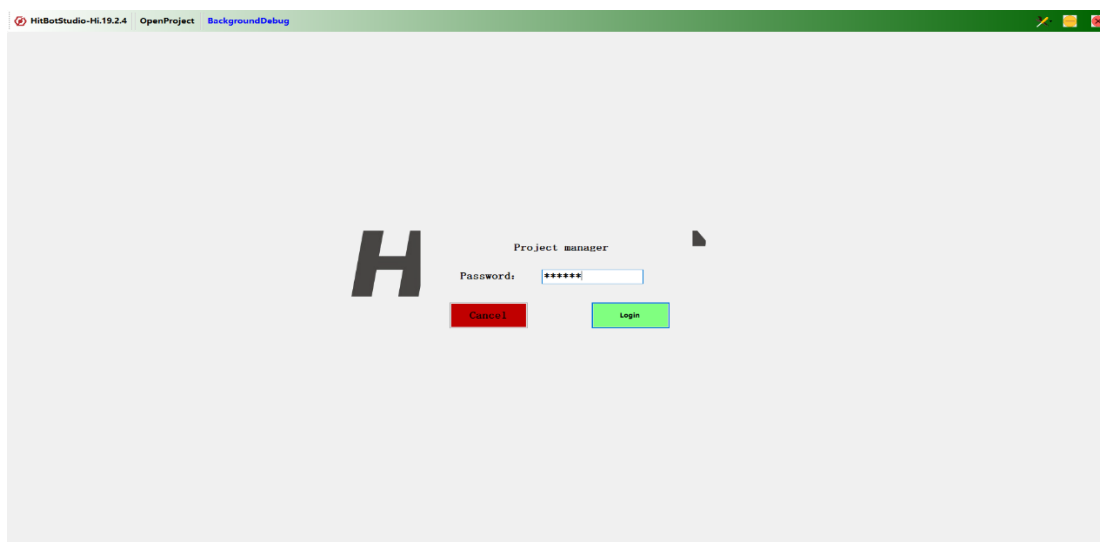 HitBotStudio-Hi.19.2.4 OpenProject BackgroundDebug
H
Project manager
Password: ******
Cancel Login